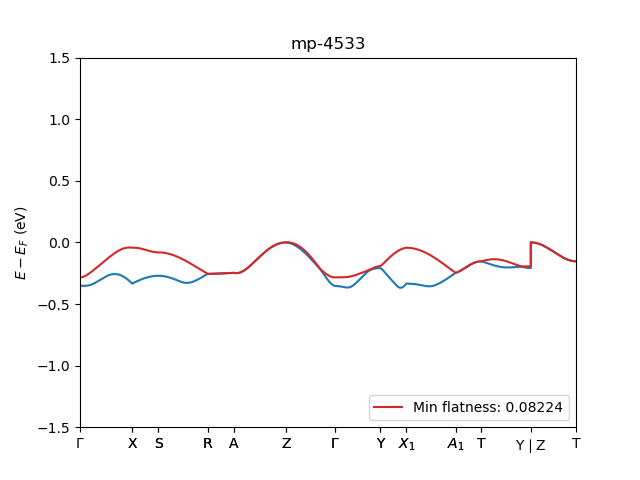 mp-4533
E − E_F (eV)
1.5
1.0
0.5
0.0
−0.5
−1.0
−1.5
Min flatness: 0.08224
Γ X S R A Z Γ Y X₁ A₁ T Y | Z T